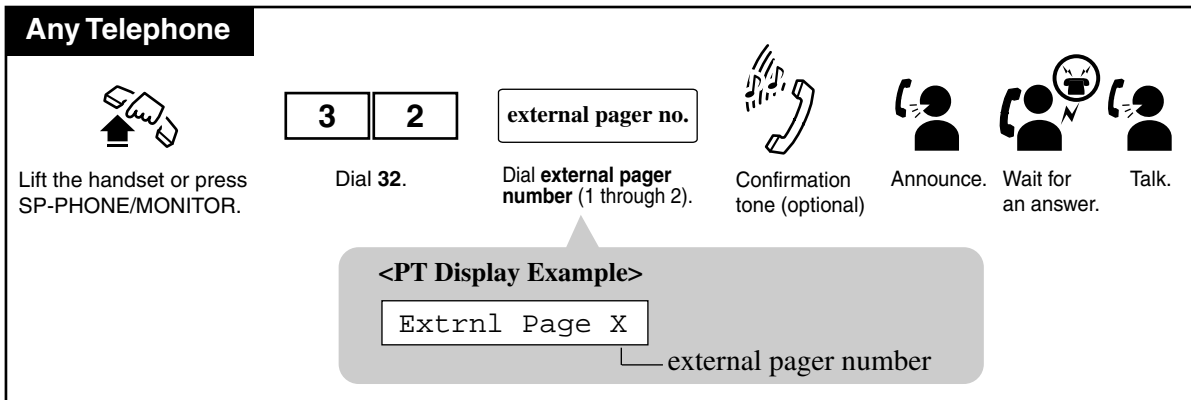 Any Telephone
3 2 external pager no.
Lift the handset or press
SP-PHONE/MONITOR.
Dial 32.
Dial external pager
number (1 through 2).
Confirmation
tone (optional)
Announce.
Wait for
an answer.
Talk.
<PT Display Example>
Extrnl Page X
external pager number